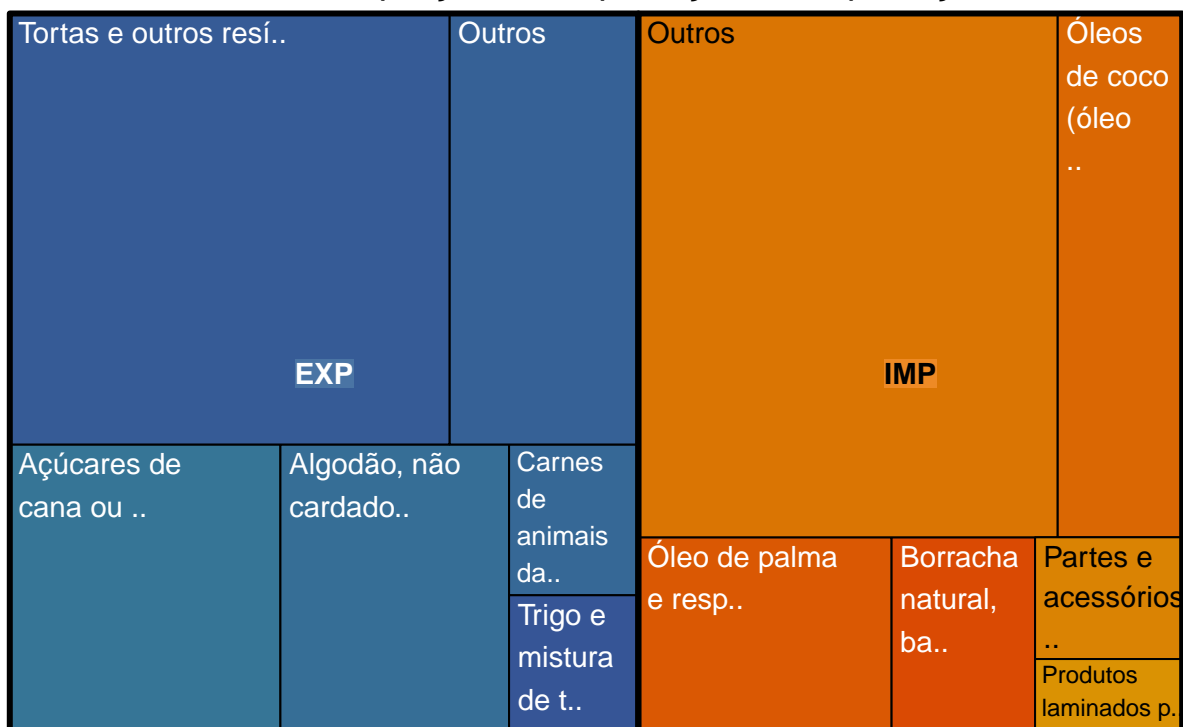 Tortas e outros resí..
Outros
EXP
Açúcares de
cana ou ..
Algodão, não
cardado..
Carnes
de
animais
da..
Trigo e
mistura
de t..
Outros
IMP
Óleos
de coco
(óleo
..
Óleo de palma
e resp..
Borracha
natural,
ba..
Partes e
acessórios
..
Produtos
laminados p..